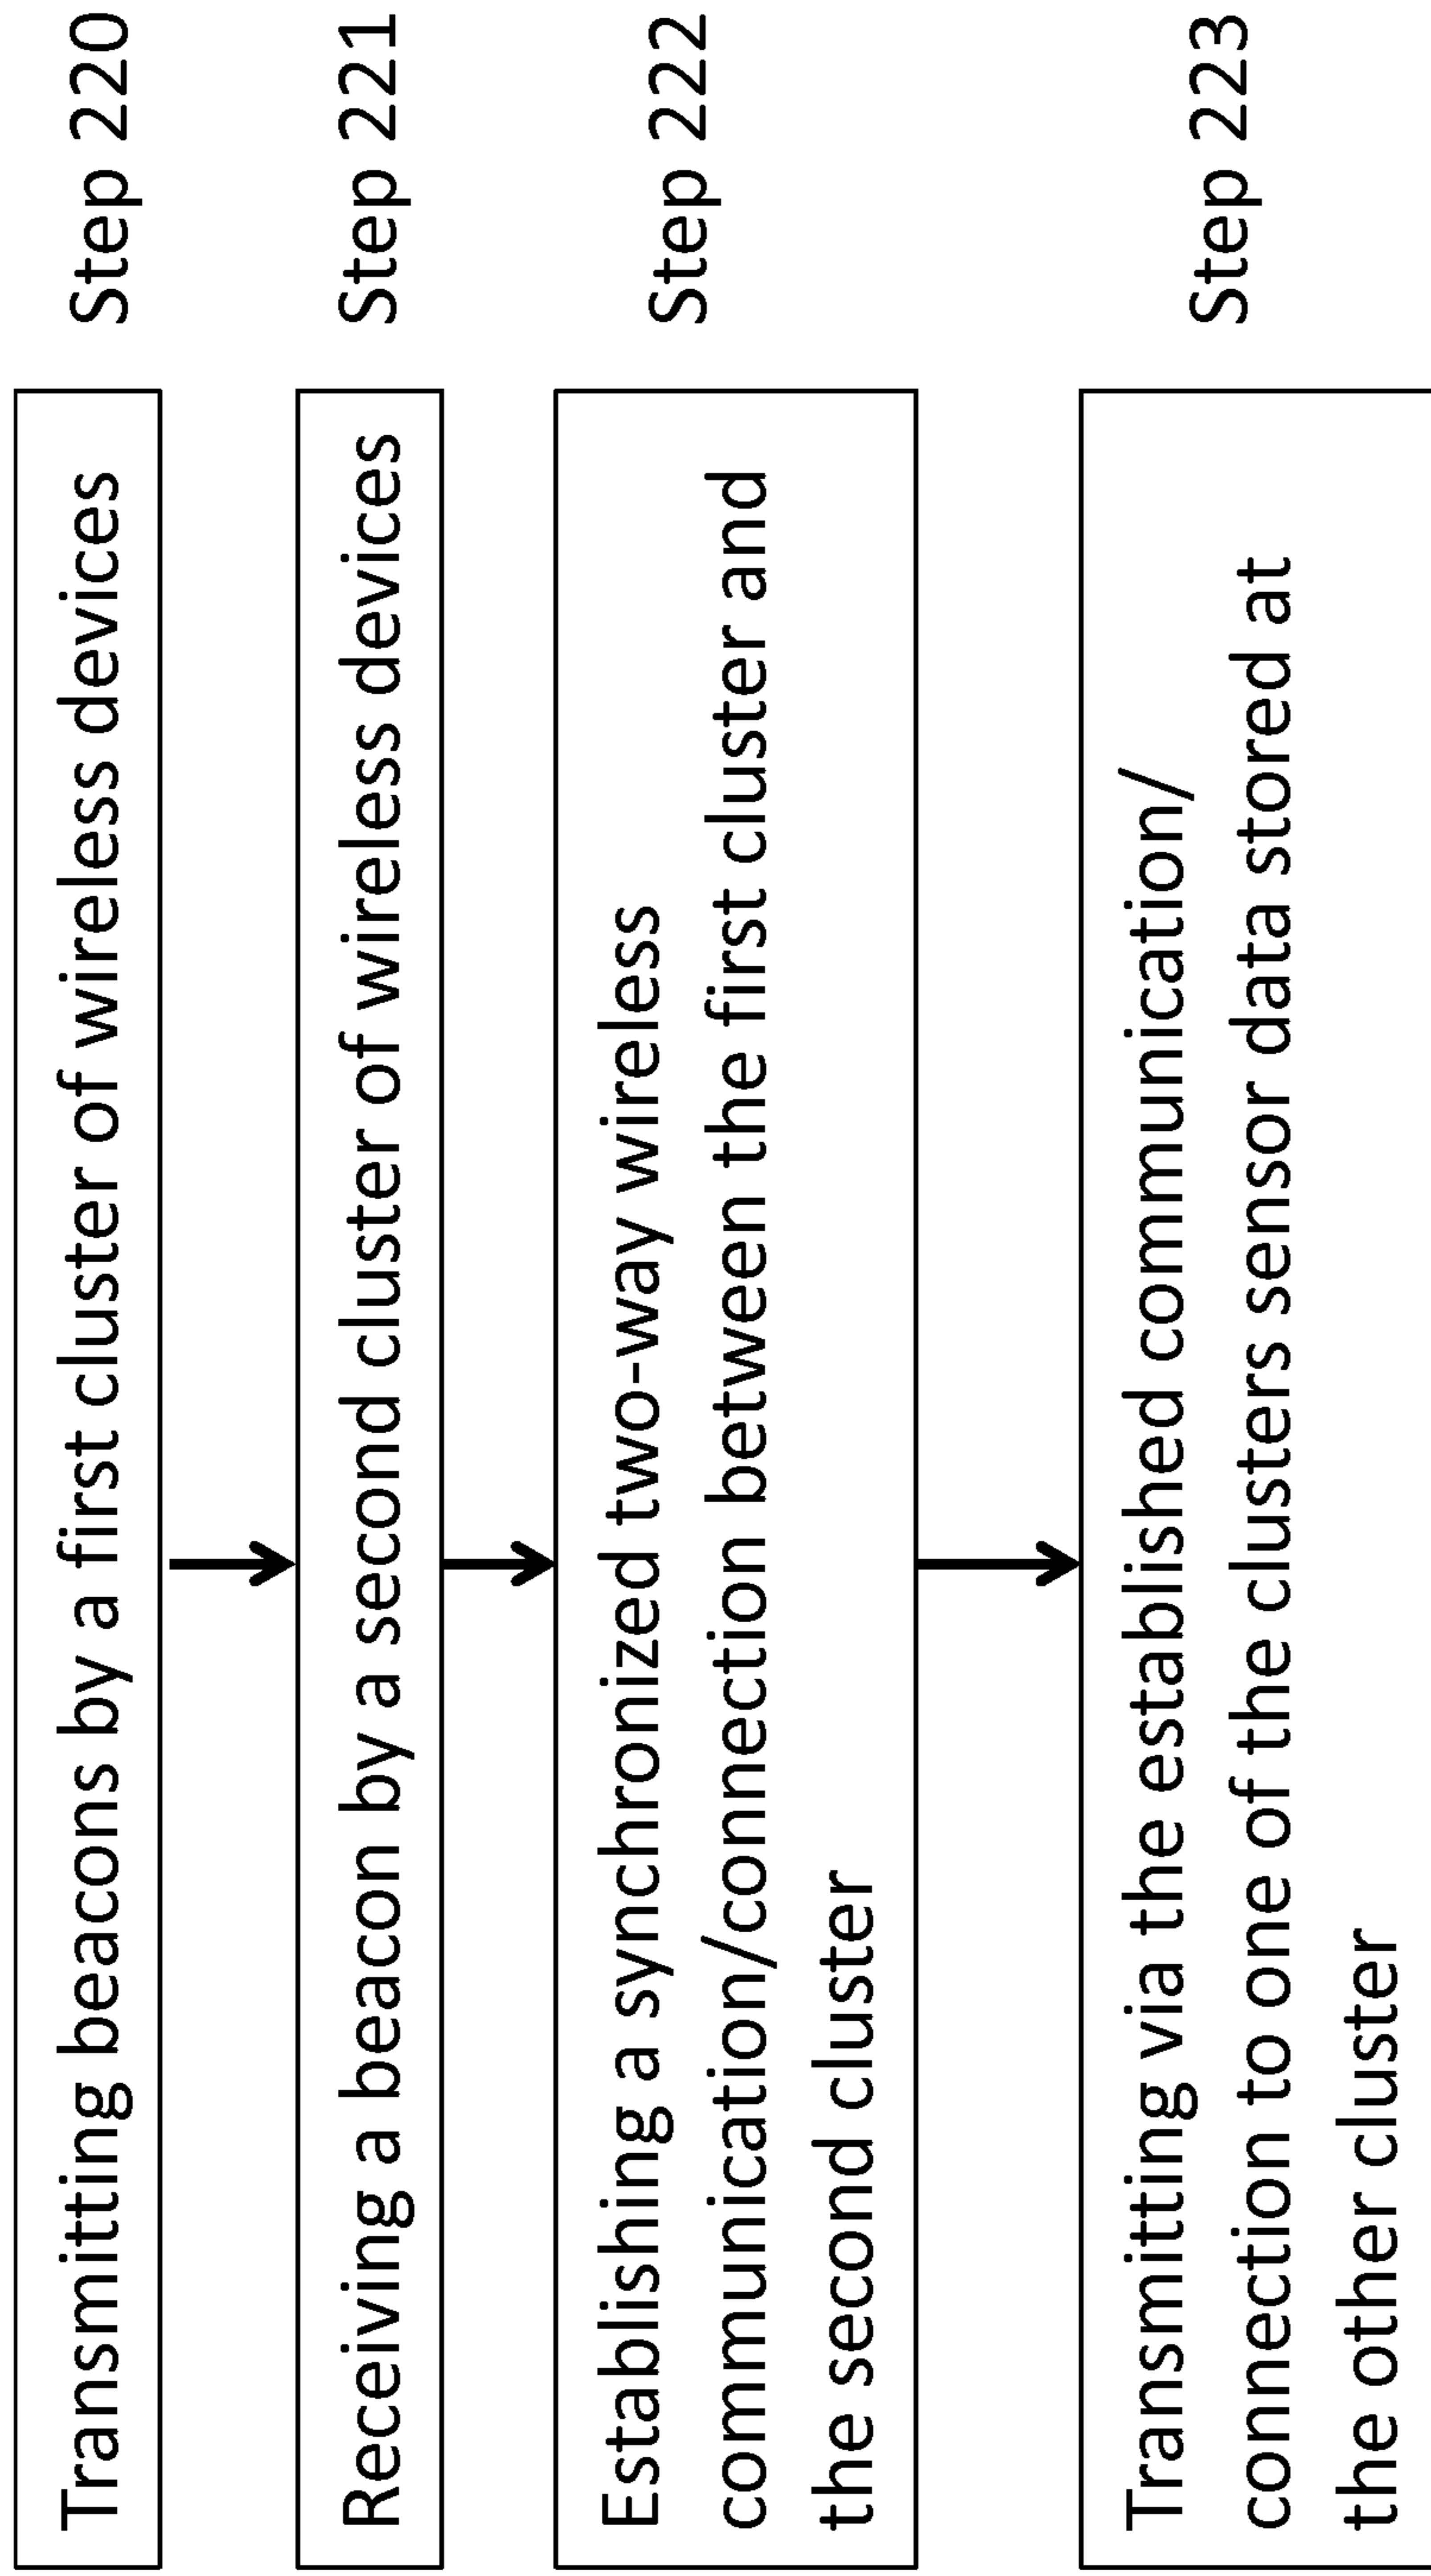 Transmitting beacons by a first cluster of wireless devices
Step 220
Receiving a beacon by a second cluster of wireless devices
Step 221
Establishing a synchronized two-way wireless
communication/connection between the first cluster and
the second cluster
Step 222
Transmitting via the established communication/
connection to one of the clusters sensor data stored at
the other cluster
Step 223